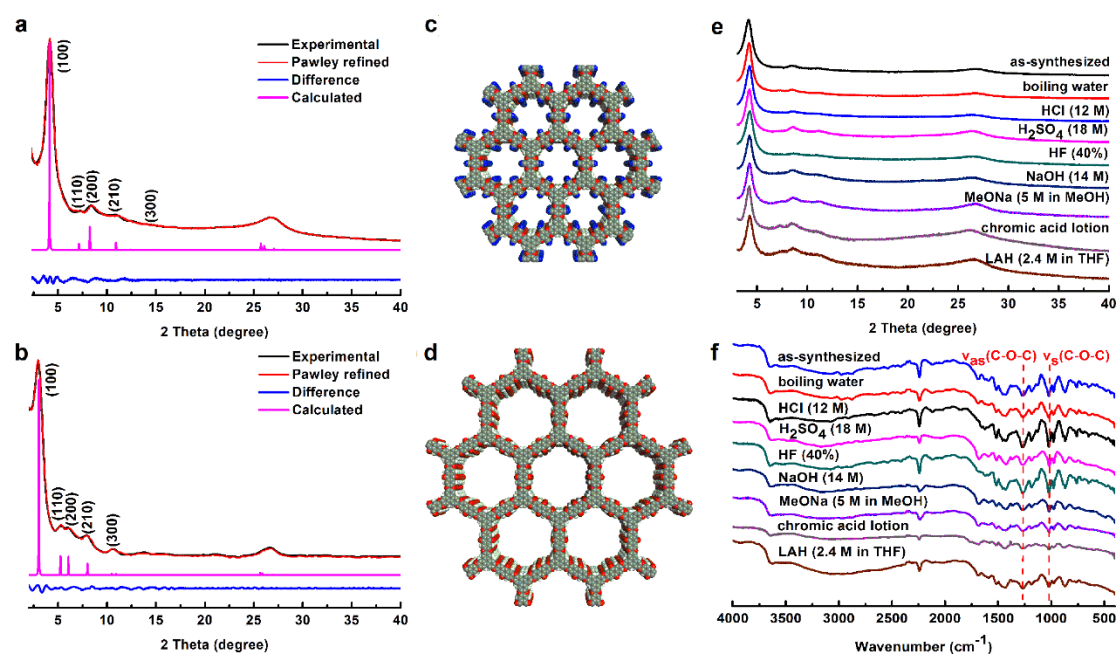 a
(100)
Experimental
Pawley refined
Difference
Calculated
(110)
(200)
(210)
(300)
5 10 15 20 25 30 35 40
2 Theta (degree)
b
(100)
Experimental
Pawley refined
Difference
Calculated
(110)
(200)
(210)
(300)
5 10 15 20 25 30 35 40
2 Theta (degree)
c
d
e
as-synthesized
boiling water
HCl (12 M)
H₂SO₄ (18 M)
HF (40%)
NaOH (14 M)
MeONa (5 M in MeOH)
chromic acid lotion
LAH (2.4 M in THF)
5 10 15 20 25 30 35 40
2 Theta (degree)
f
as-synthesized
vas(C-O-C) vs(C-O-C)
boiling water
HCl (12 M)
H₂SO₄ (18 M)
HF (40%)
NaOH (14 M)
MeONa (5 M in MeOH)
chromic acid lotion
LAH (2.4 M in THF)
4000 3500 3000 2500 2000 1500 1000 500
Wavenumber (cm⁻¹)